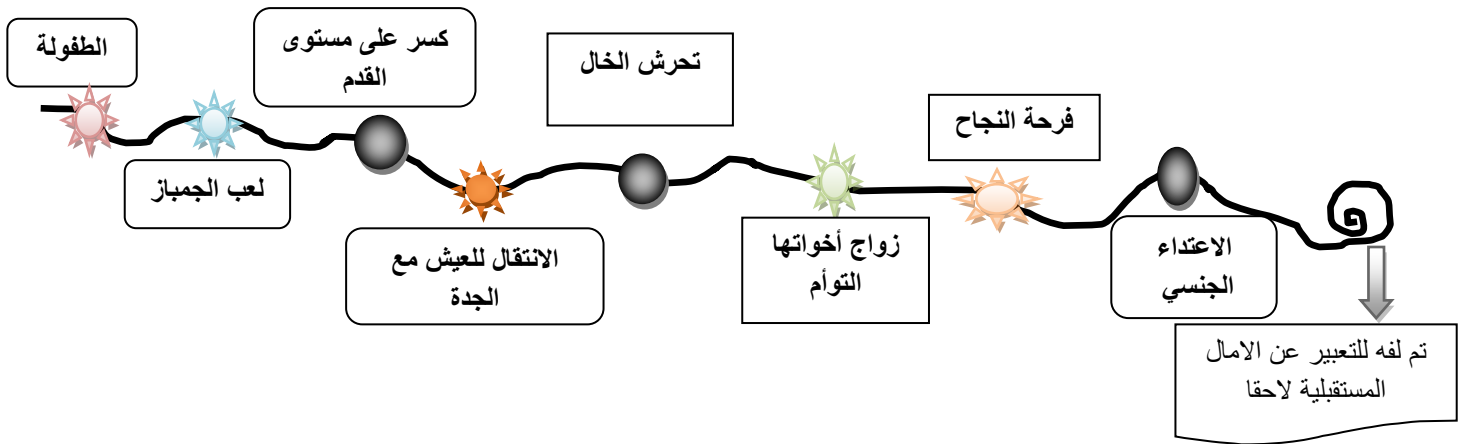 الطفولة
لعب الجمباز
كسر على مستوى
القدم
الانتقال للعيش مع
الجدة
تحرش الخال
زواج أخواتها
التوأم
فرحة النجاح
الاعتداء
الجنسي
تم لفه للتعبير عن الامال
المستقبلية لاحقا